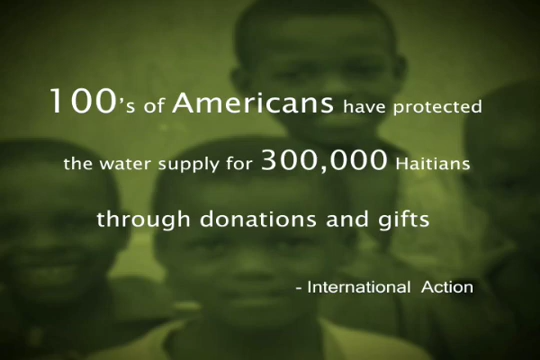 100's of Americans have protected
the water supply for 300,000 Haitians
through donations and gifts
- International Action